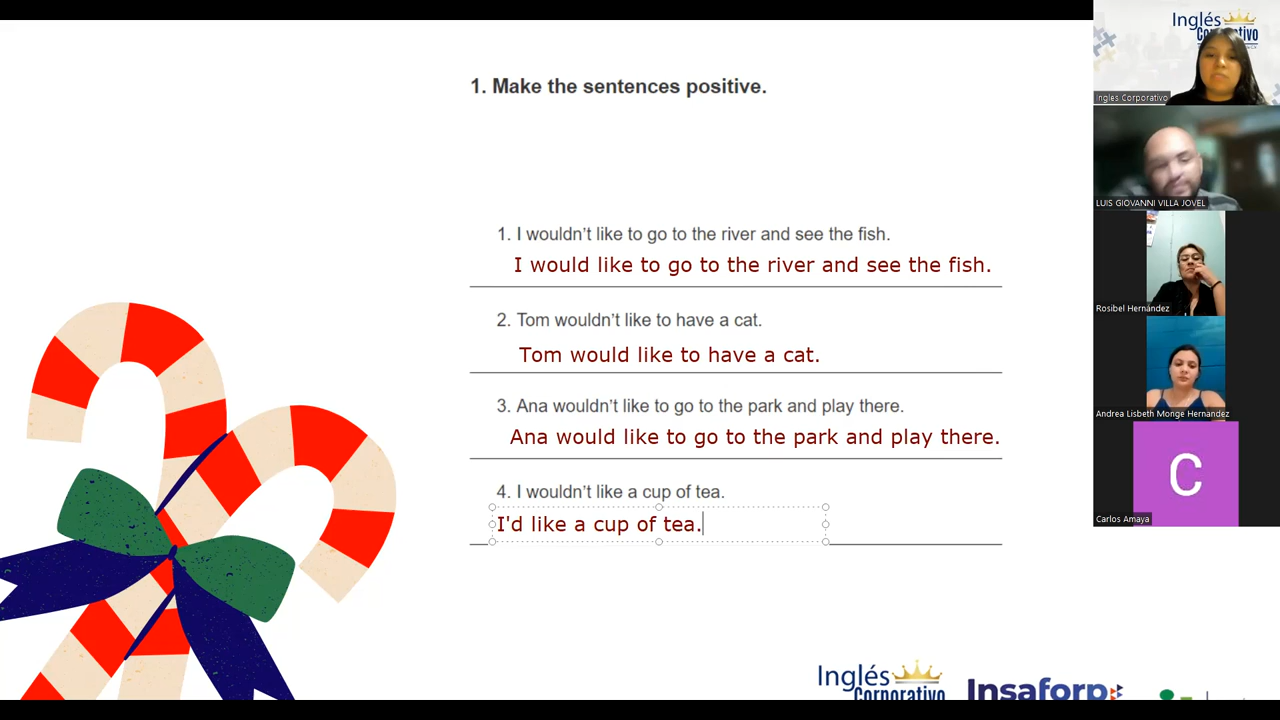 1. Make the sentences positive.
1. I wouldn't like to go to the river and see the fish.
I would like to go to the river and see the fish.
2. Tom wouldn't like to have a cat.
Tom would like to have a cat.
3. Ana wouldn't like to go to the park and play there.
Ana would like to go to the park and play there.
4. I wouldn't like a cup of tea.
I'd like a cup of tea.
Inglés
Corporativo
Insaforp
Inglés
Corporativo
Ingles Corporativo
LUIS GIOVANNI VILLA JOVEL
Rosibel Hernández
Andrea Lisbeth Monge Hernandez
C
Carlos Amaya